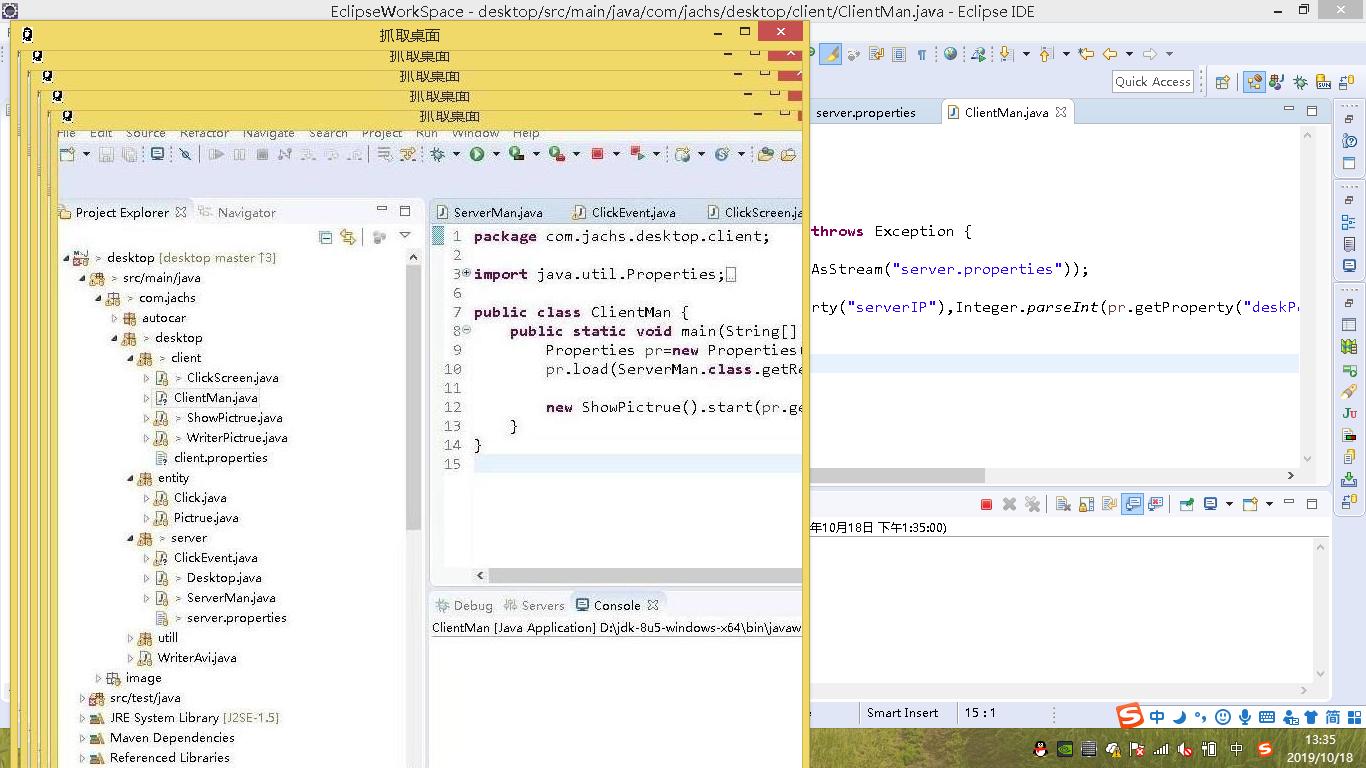 EclipseWorkSpace - desktop/src/main/java/com/jachs/desktop/client/ClientMan.java - Eclipse IDE
抓取桌面
抓取桌面
抓取桌面
抓取桌面
抓取桌面
Quick Access
File Edit Source Refactor Navigate Search Project Run Window Help
server.properties
ClientMan.java
Project Explorer
Navigator
ServerMan.java
ClickEvent.java
ClickScreen.ja
desktop [desktop master ↑3]
src/main/java
com.jachs
autocar
desktop
client
ClickScreen.java
ClientMan.java
ShowPictrue.java
WriterPictrue.java
client.properties
entity
Click.java
Pictrue.java
server
ClickEvent.java
Desktop.java
ServerMan.java
server.properties
utill
WriterAvi.java
image
src/test/java
JRE System Library [J2SE-1.5]
Maven Dependencies
Referenced Libraries
1 package com.jachs.desktop.client;
2
3 import java.util.Properties;
6
7 public class ClientMan {
8 public static void main(String[] throws Exception {
9 Properties pr=new Properties(
10 pr.load(ServerMan.class.getRe AsStream("server.properties"));
11
12 new ShowPictrue().start(pr.ge rty("serverIP"),Integer.parseInt(pr.getProperty("deskP
13 }
14 }
15
Debug
Servers
Console
ClientMan [Java Application] D:\jdk-8u5-windows-x64\bin\javaw
年10月18日 下午1:35:00)
Smart Insert
15 : 1
中
简
Ju
中
13:35
2019/10/18